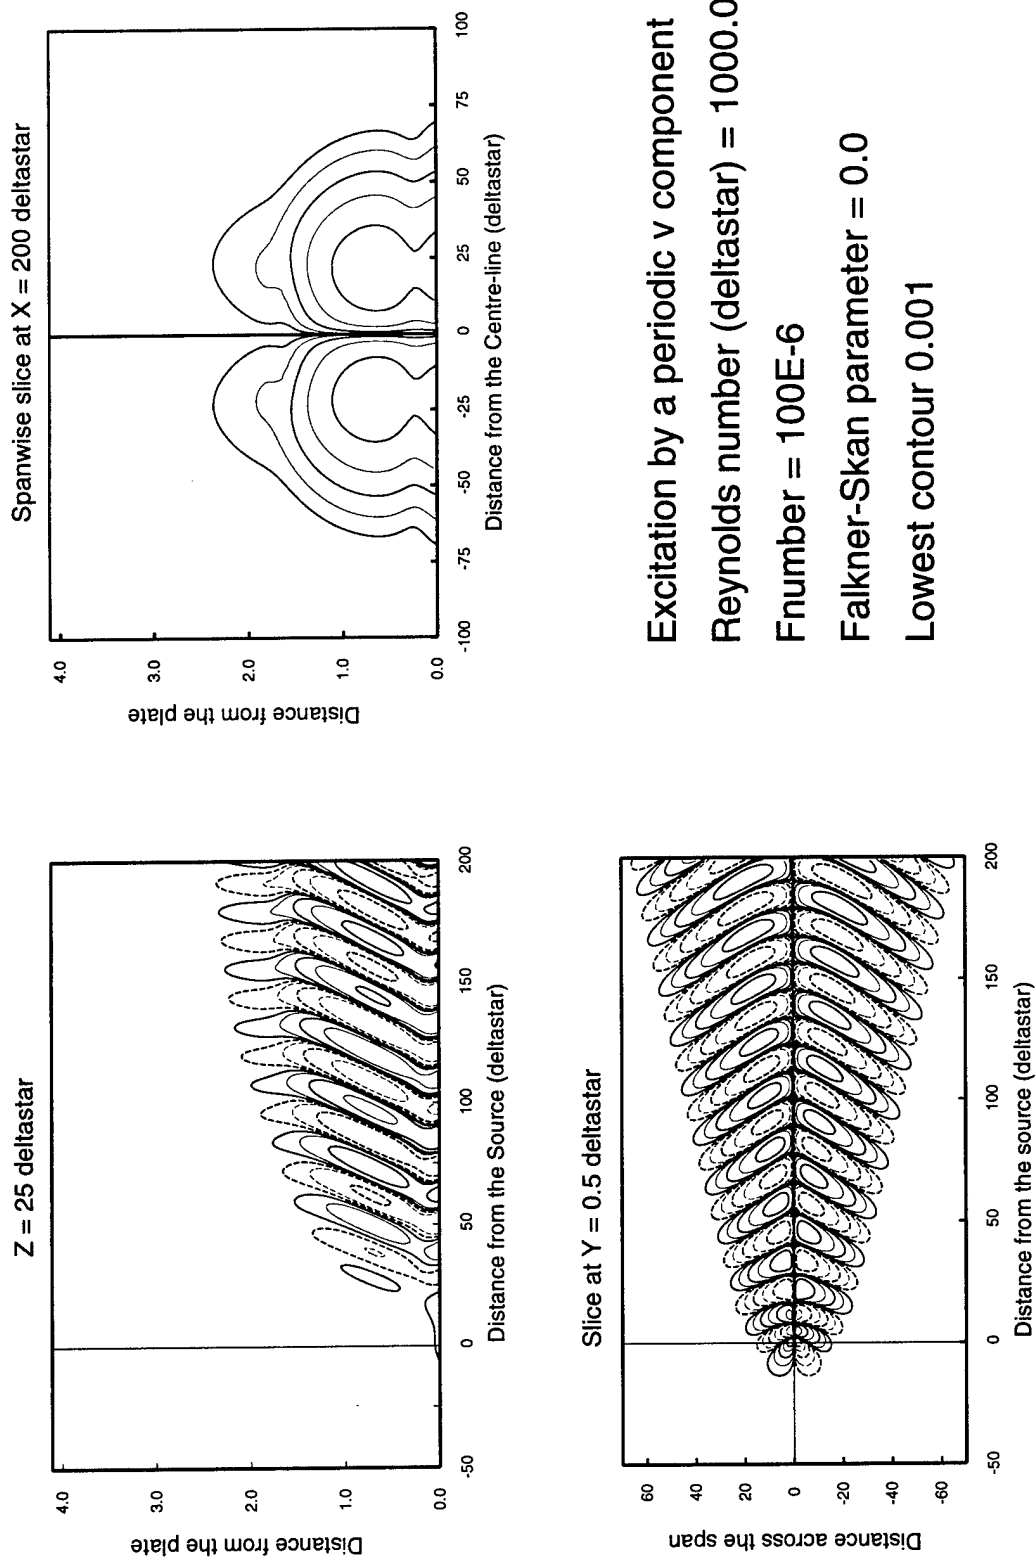 Z = 25 deltastar
Distance from the plate
4.0
3.0
2.0
1.0
0.0
-50
0
50
100
150
200
Distance from the Source (deltastar)
Spanwise slice at X = 200 deltastar
Distance from the plate
4.0
3.0
2.0
1.0
0.0
-100
-75
-50
-25
0
25
50
75
100
Distance from the Centre-line (deltastar)
Slice at Y = 0.5 deltastar
Distance across the span
60
40
20
0
-20
-40
-60
-50
0
50
100
150
200
Distance from the source (deltastar)
Excitation by a periodic v component
Reynolds number (deltastar) = 1000.0
Fnumber = 100E-6
Falkner-Skan parameter = 0.0
Lowest contour 0.001